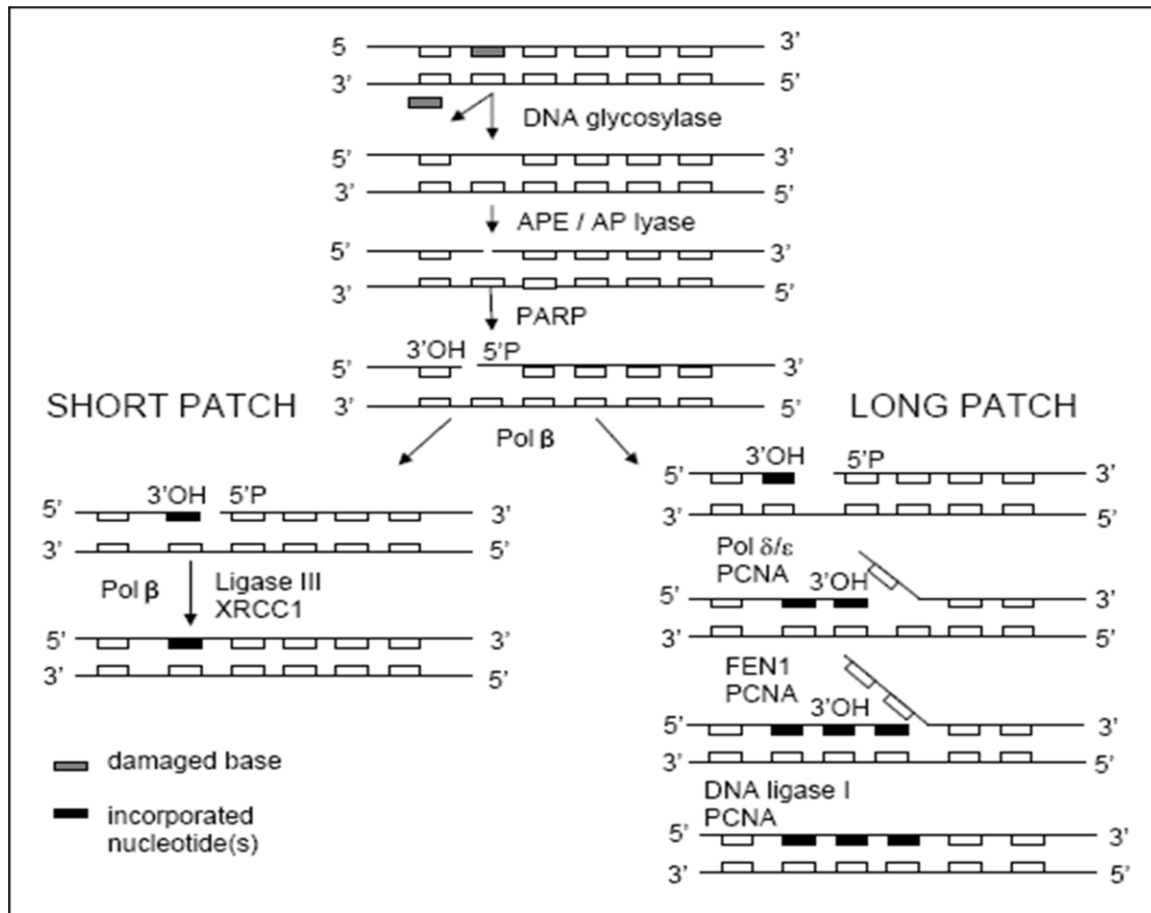 5 3’
3’ 5’
DNA glycosylase
5’ 3’
3’ 5’
APE / AP lyase
5’ 3’
3’ 5’
PARP
3’OH 5’P
5’ 3’
3’ 5’
SHORT PATCH
LONG PATCH
Pol β
3’OH 5’P
5’ 3’
3’ 5’
Pol β
Ligase III
XRCC1
5’ 3’
3’ 5’
damaged base
incorporated
nucleotide(s)
3’OH 5’P
5’ 3’
3’ 5’
Pol δ/ε
PCNA
3’OH
5’ 3’
3’ 5’
FEN1
PCNA
3’OH
5’ 3’
3’ 5’
DNA ligase I
PCNA
5’ 3’
3’ 5’